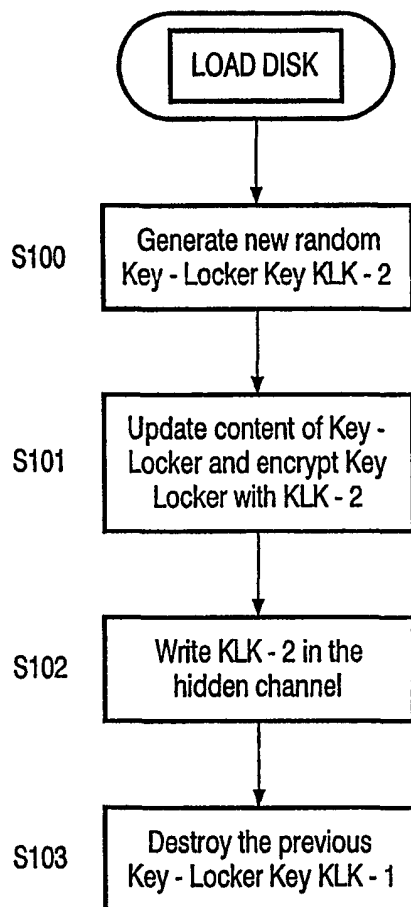 LOAD DISK
S100
Generate new random
Key - Locker Key KLK - 2
S101
Update content of Key -
Locker and encrypt Key
Locker with KLK - 2
S102
Write KLK - 2 in the
hidden channel
S103
Destroy the previous
Key - Locker Key KLK - 1